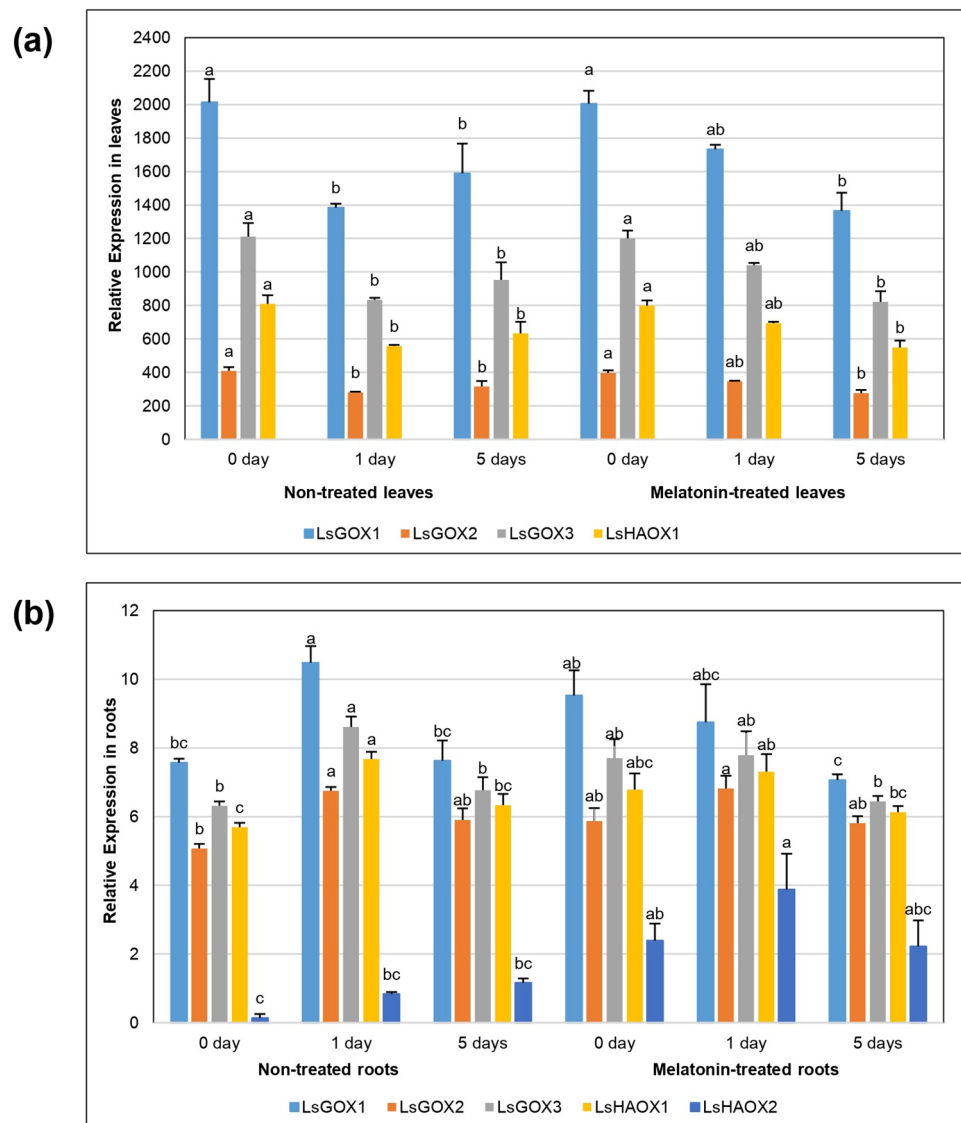 (a)
Relative Expression in leaves
2400
2200
2000
1800
1600
1400
1200
1000
800
600
400
200
0
a a a a
b b b b
b b b b
a a a a
ab ab ab ab
b b b b
0 day 1 day 5 days 0 day 1 day 5 days
Non-treated leaves Melatonin-treated leaves
LsGOX1 LsGOX2 LsGOX3 LsHAOX1
(b)
Relative Expression in roots
12
10
8
6
4
2
0
bc b b c c
a a a a bc
bc ab b bc bc
ab ab ab abc ab
abc a ab ab a
c ab b bc abc
0 day 1 day 5 days 0 day 1 day 5 days
Non-treated roots Melatonin-treated roots
LsGOX1 LsGOX2 LsGOX3 LsHAOX1 LsHAOX2